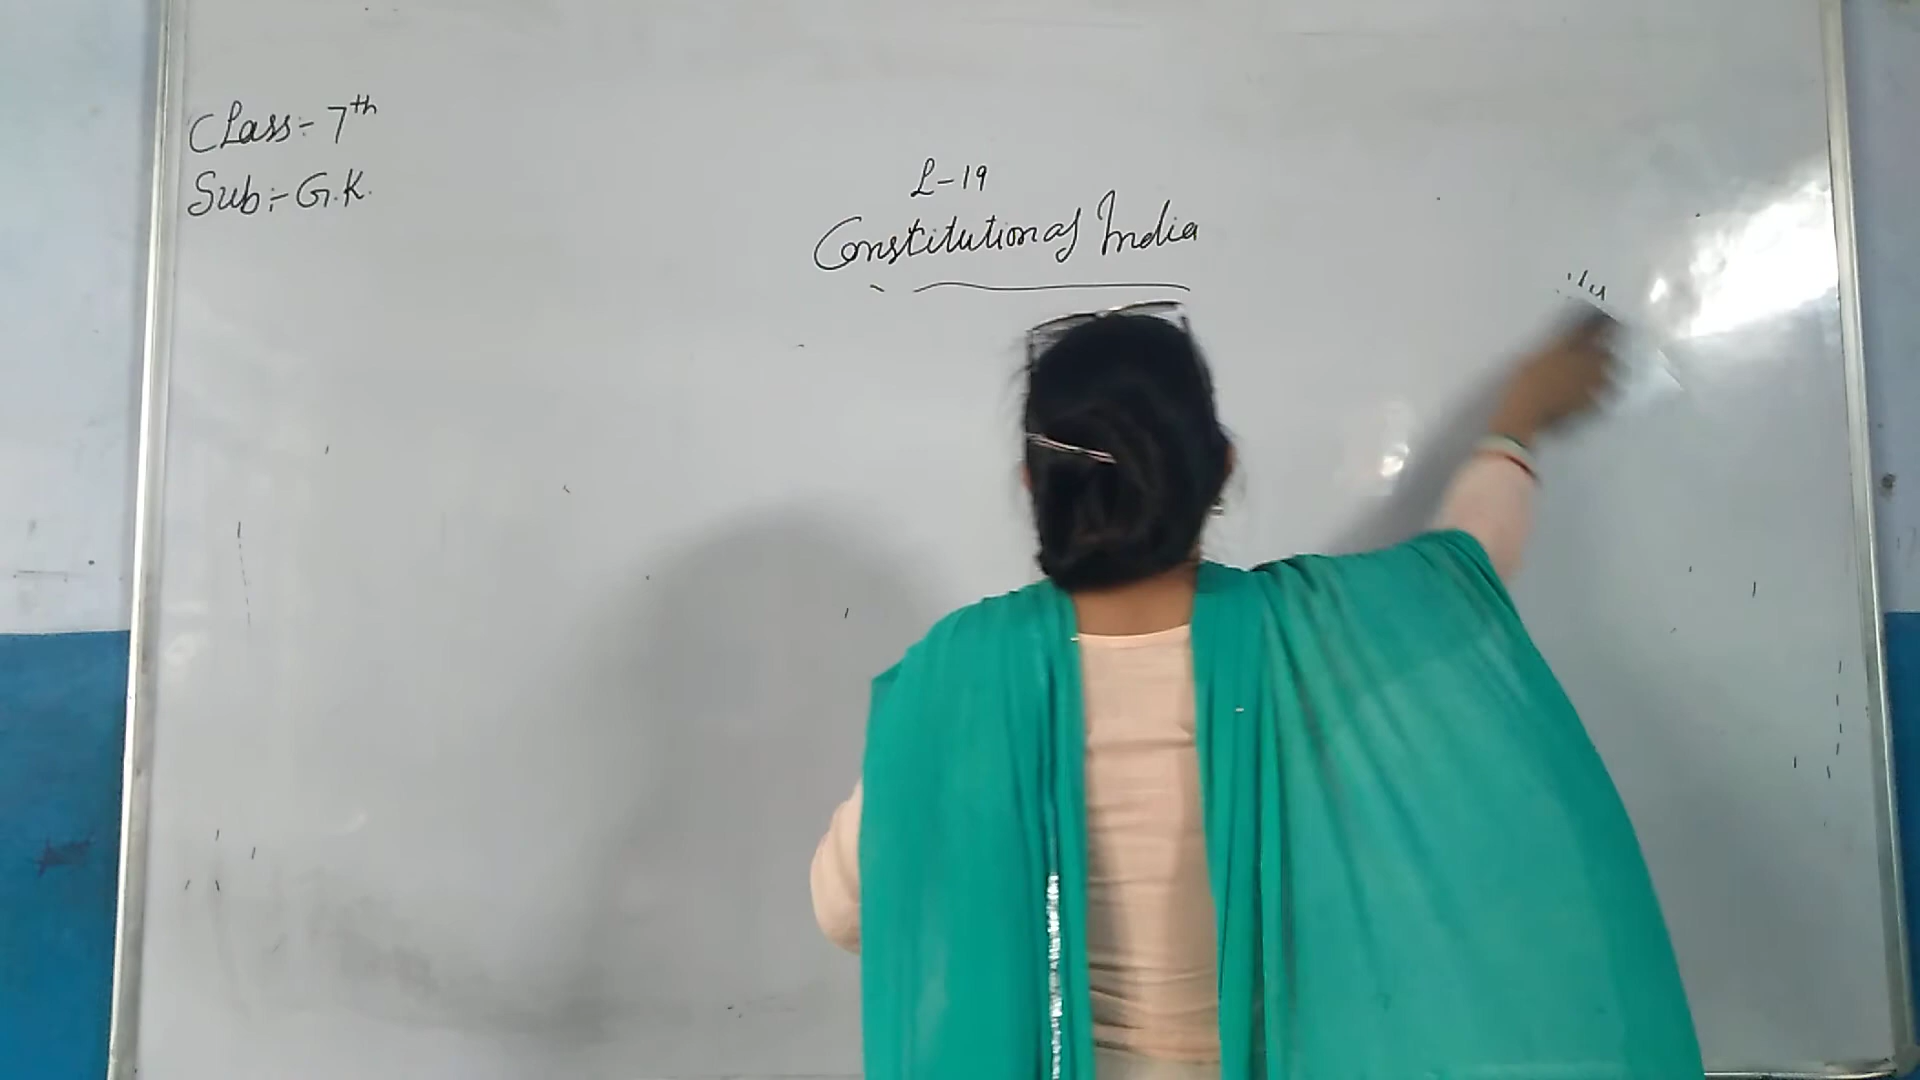 Class:- 7th
Sub:- G.K.
L-19
Constitution of India